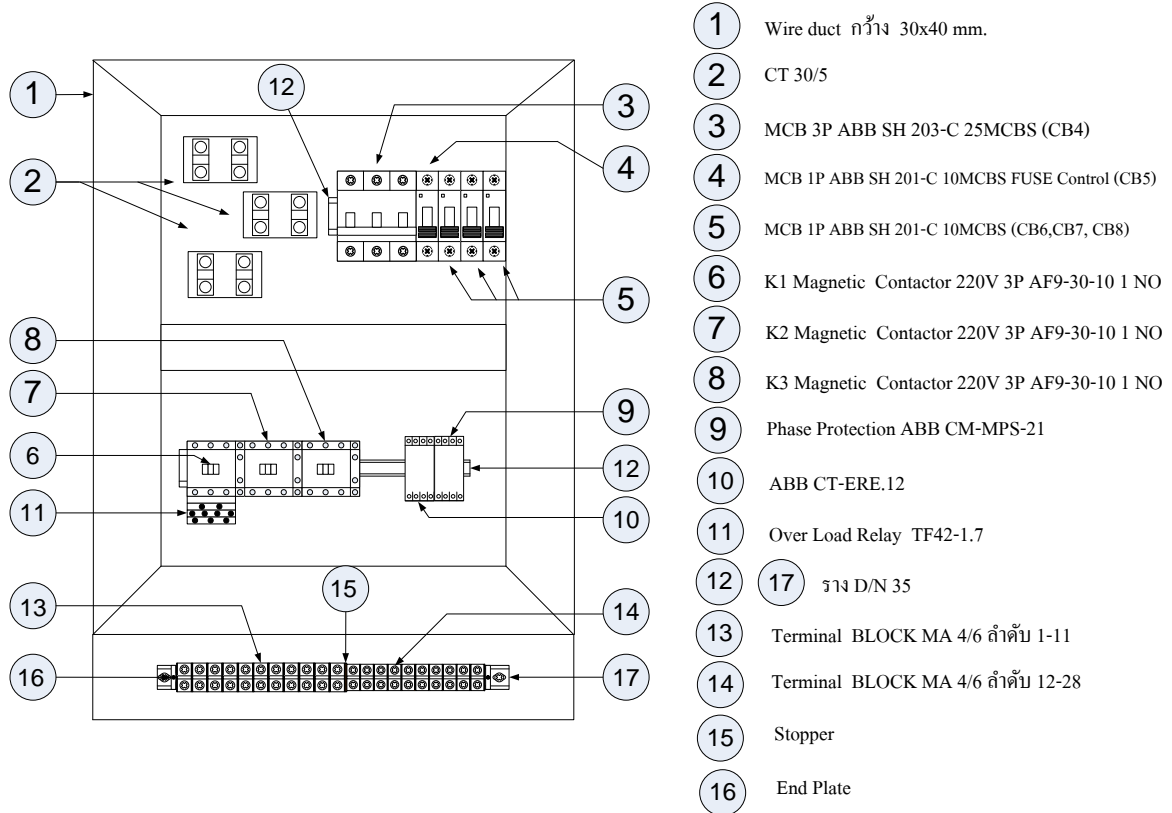 1
2
12
3
4
5
8
7
6
11
9
12
10
13
15
14
16
17
1 Wire duct กว้าง 30x40 mm.
2 CT 30/5
3 MCB 3P ABB SH 203-C 25MCBS (CB4)
4 MCB 1P ABB SH 201-C 10MCBS FUSE Control (CB5)
5 MCB 1P ABB SH 201-C 10MCBS (CB6,CB7, CB8)
6 K1 Magnetic Contactor 220V 3P AF9-30-10 1 NO
7 K2 Magnetic Contactor 220V 3P AF9-30-10 1 NO
8 K3 Magnetic Contactor 220V 3P AF9-30-10 1 NO
9 Phase Protection ABB CM-MPS-21
10 ABB CT-ERE.12
11 Over Load Relay TF42-1.7
12 17 ราง D/N 35
13 Terminal BLOCK MA 4/6 ลำดับ 1-11
14 Terminal BLOCK MA 4/6 ลำดับ 12-28
15 Stopper
16 End Plate